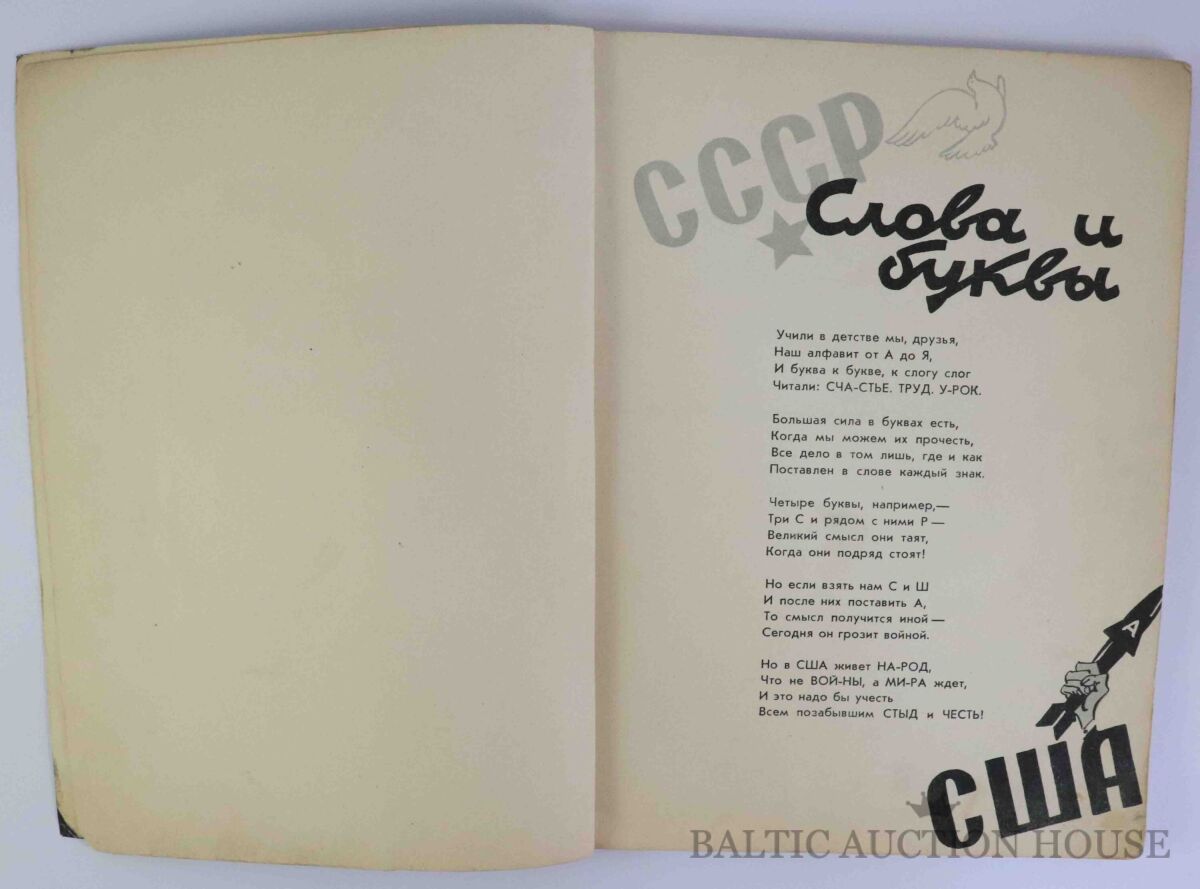 СССР
Слова и
буквы
Учили в детстве мы, друзья,
Наш алфавит от А до Я,
И буква к букве, к слогу слог
Читали: СЧА-СТЬЕ. ТРУД. У-РОК.
Большая сила в буквах есть,
Когда мы можем их прочесть,
Все дело в том лишь, где и как
Поставлен в слове каждый знак.
Четыре буквы, например,—
Три С и рядом с ними Р —
Великий смысл они таят,
Когда они подряд стоят!
Но если взять нам С и Ш
И после них поставить А,
То смысл получится иной —
Сегодня он грозит войной.
Но в США живет НА-РОД,
Что не ВОЙ-НЫ, а МИ-РА ждет,
И это надо бы учесть
Всем позабывшим СТЫД и ЧЕСТЬ!
А
США
BALTIC AUCTION HOUSE